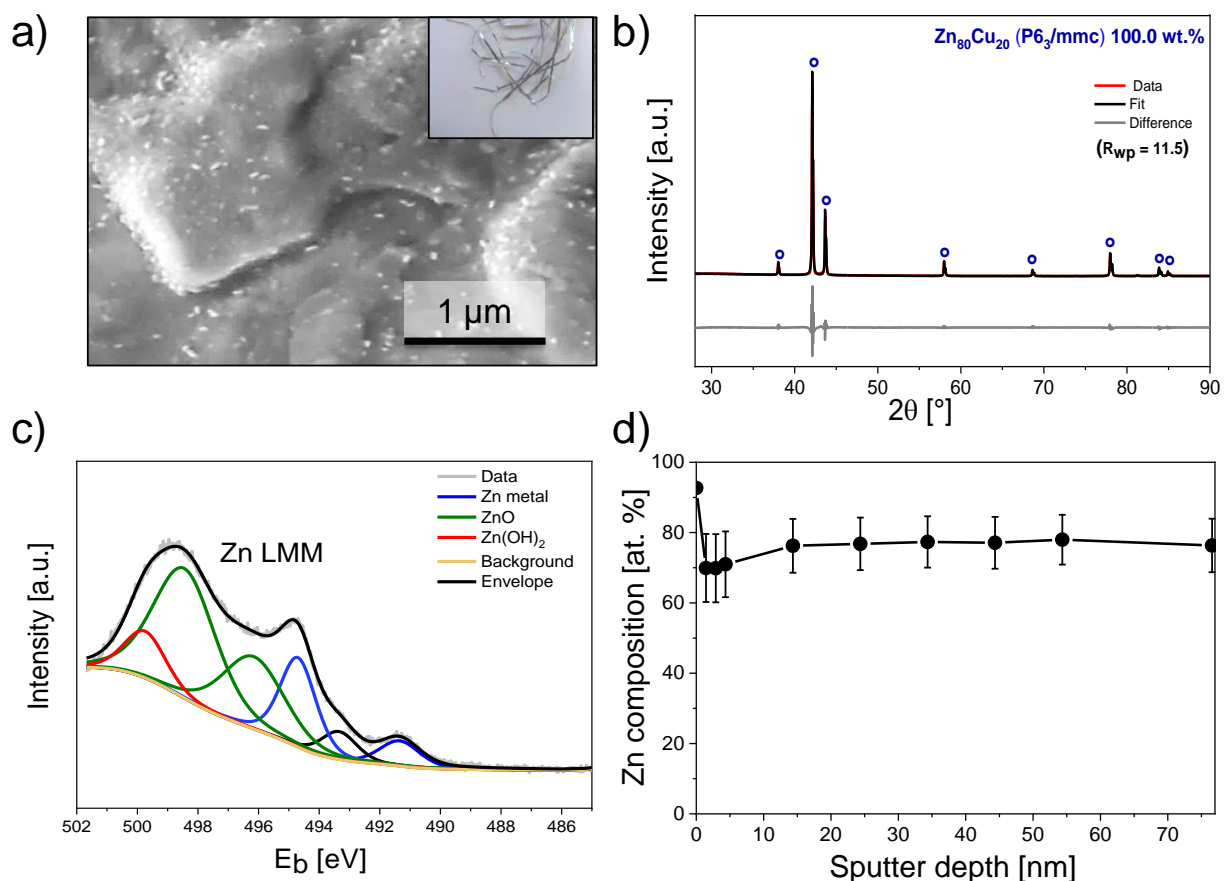 a)
1 µm
b)
Zn₈₀Cu₂₀ (P6₃/mmc) 100.0 wt.%
Data
Fit
Difference
(Rwp = 11.5)
Intensity [a.u.]
30 40 50 60 70 80 90
2θ [°]
c)
Data
Zn metal
ZnO
Zn(OH)₂
Background
Envelope
Zn LMM
Intensity [a.u.]
502 500 498 496 494 492 490 488 486
Eb [eV]
d)
100
80
60
40
20
0
Zn composition [at. %]
0 10 20 30 40 50 60 70
Sputter depth [nm]